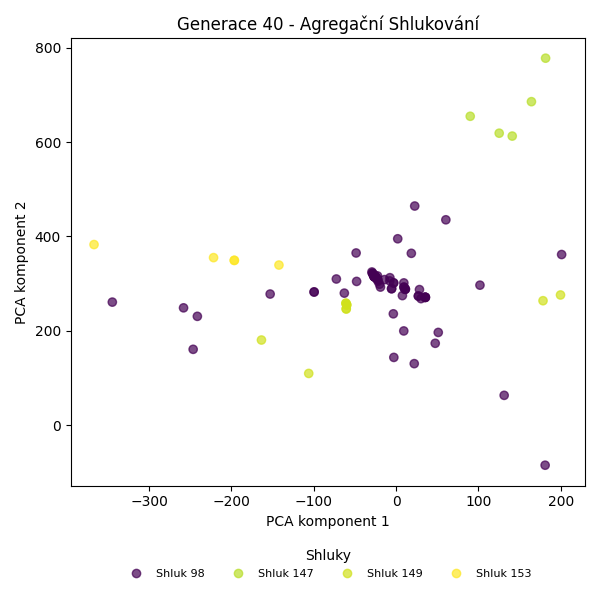 Generace 40 - Agregační Shlukování
800
600
400
200
0
PCA komponent 2
−300 −200 −100 0 100 200
PCA komponent 1
Shluky
Shluk 98 Shluk 147 Shluk 149 Shluk 153